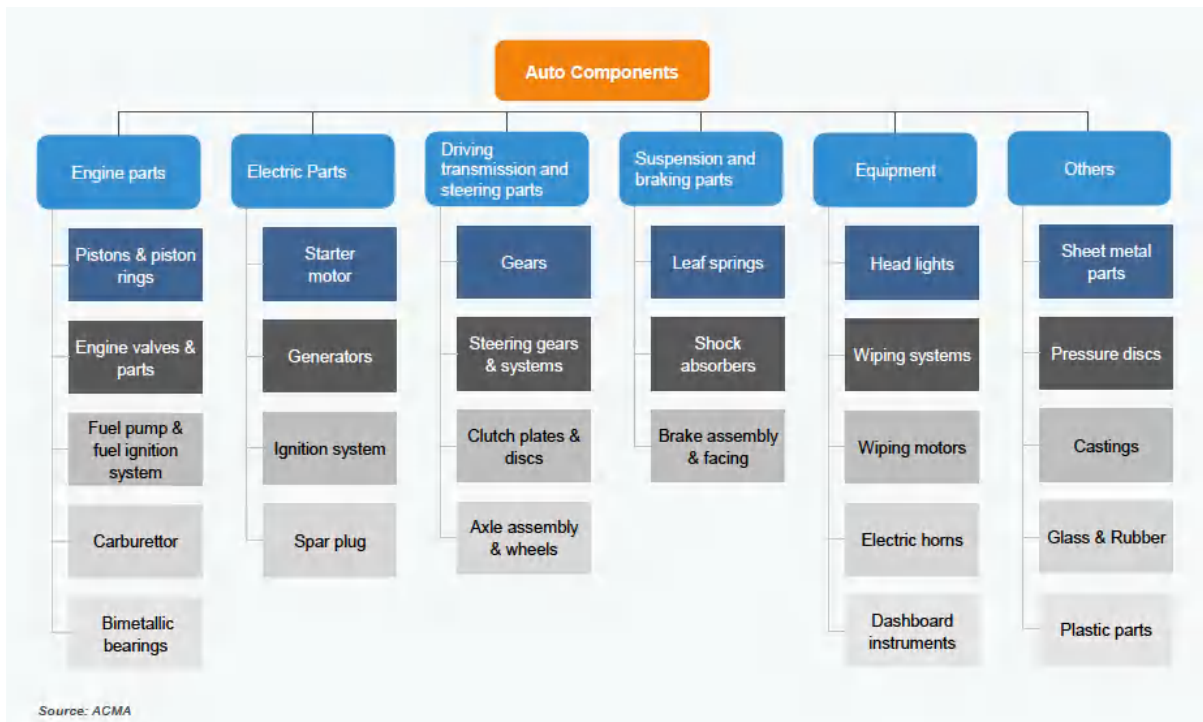 Auto Components
Engine parts
Electric Parts
Driving
transmission and
steering parts
Suspension and
braking parts
Equipment
Others
Pistons & piston
rings
Starter
motor
Gears
Leaf springs
Head lights
Sheet metal
parts
Engine valves &
parts
Generators
Steering gears
& systems
Shock
absorbers
Wiping systems
Pressure discs
Fuel pump &
fuel ignition
system
Ignition system
Clutch plates &
discs
Brake assembly
& facing
Wiping motors
Castings
Carburettor
Spar plug
Axle assembly
& wheels
Electric horns
Glass & Rubber
Bimetallic
bearings
Dashboard
instruments
Plastic parts
Source: ACMA